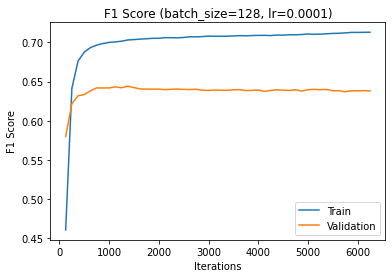 F1 Score (batch_size=128, lr=0.0001)
F1 Score
0.70
0.65
0.60
0.55
0.50
0.45
0
1000
2000
3000
4000
5000
6000
Iterations
Train
Validation